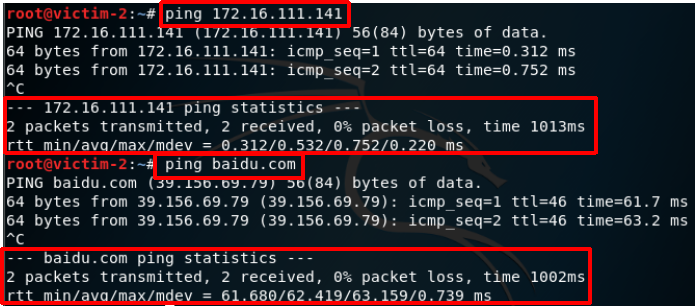 root@victim-2:~# ping 172.16.111.141
PING 172.16.111.141 (172.16.111.141) 56(84) bytes of data.
64 bytes from 172.16.111.141: icmp_seq=1 ttl=64 time=0.312 ms
64 bytes from 172.16.111.141: icmp_seq=2 ttl=64 time=0.752 ms
^C
--- 172.16.111.141 ping statistics ---
2 packets transmitted, 2 received, 0% packet loss, time 1013ms
rtt min/avg/max/mdev = 0.312/0.532/0.752/0.220 ms
root@victim-2:~# ping baidu.com
PING baidu.com (39.156.69.79) 56(84) bytes of data.
64 bytes from 39.156.69.79 (39.156.69.79): icmp_seq=1 ttl=46 time=61.7 ms
64 bytes from 39.156.69.79 (39.156.69.79): icmp_seq=2 ttl=46 time=63.2 ms
^C
--- baidu.com ping statistics ---
2 packets transmitted, 2 received, 0% packet loss, time 1002ms
rtt min/avg/max/mdev = 61.680/62.419/63.159/0.739 ms